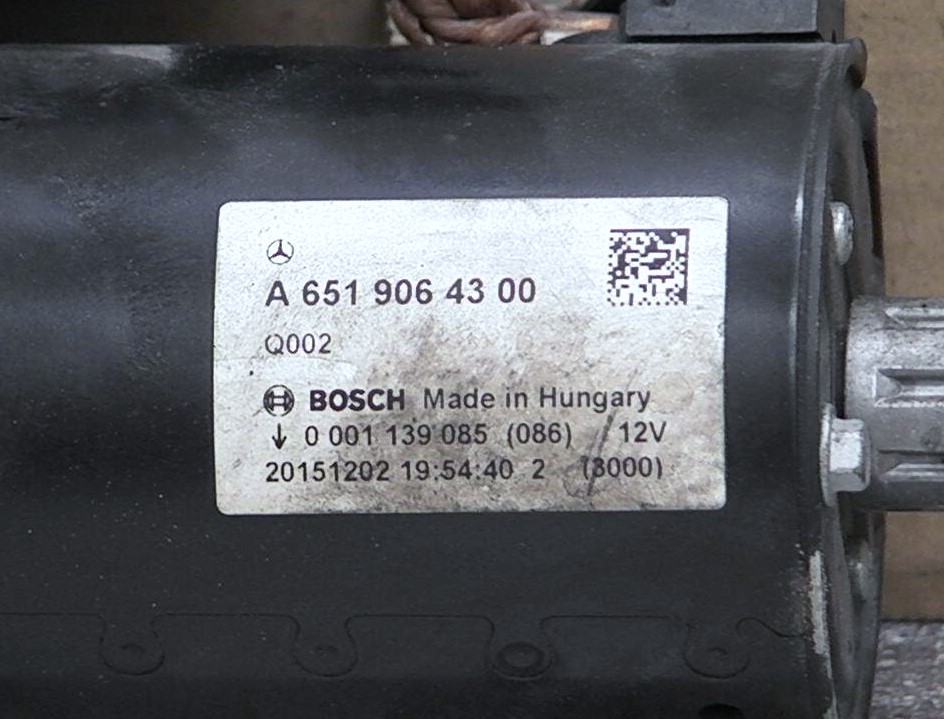 A 651 906 43 00
Q002
BOSCH Made in Hungary
↓ 0 001 139 085 (086) 12V
20151202 19:54:40 2 (3000)